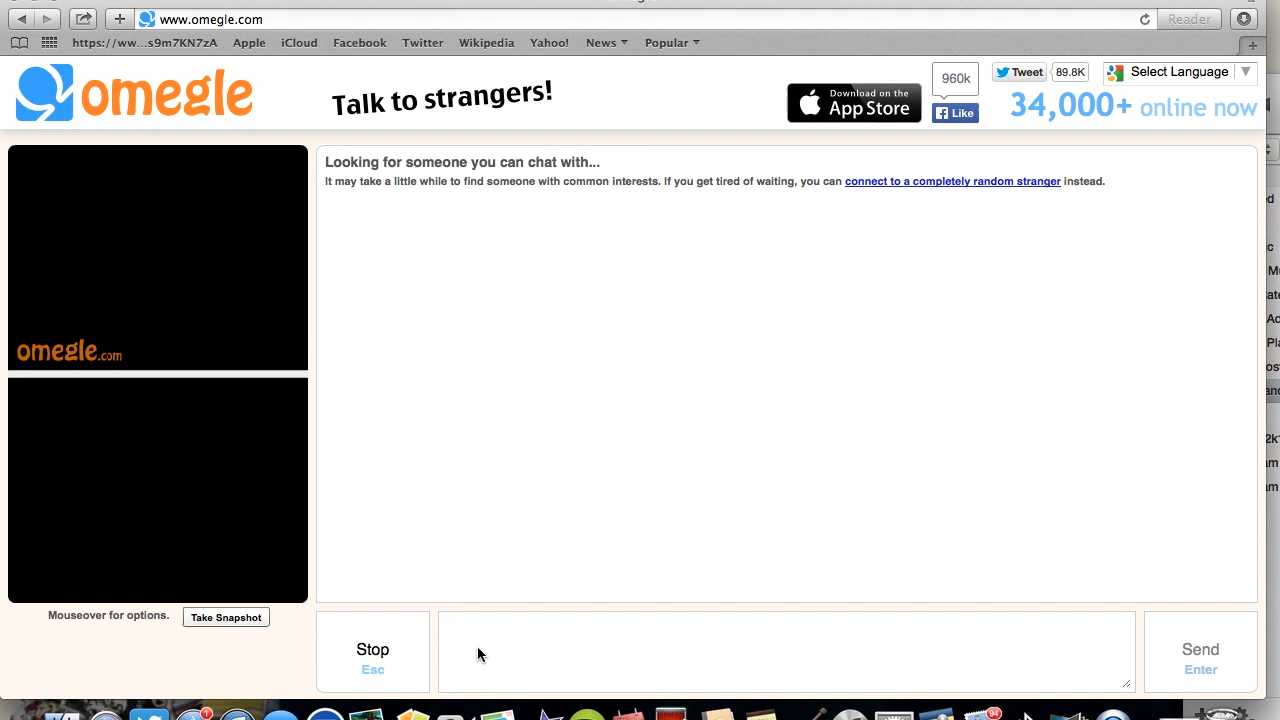 www.omegle.com
Reader
https://ww...s9m7KN7zA Apple iCloud Facebook Twitter Wikipedia Yahoo! News Popular
omegle
Talk to strangers!
Download on the
App Store
960k
Like
Tweet 89.8K
Select Language
34,000+ online now
Looking for someone you can chat with...
It may take a little while to find someone with common interests. If you get tired of waiting, you can connect to a completely random stranger instead.
omegle.com
Mouseover for options. Take Snapshot
Stop
Esc
Send
Enter
1
94